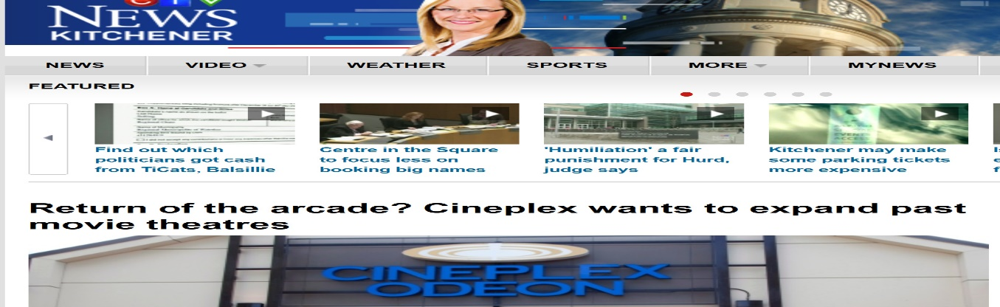 NEWS
KITCHENER
NEWS VIDEO WEATHER SPORTS MORE MYNEWS
FEATURED
Find out which
politicians got cash
from TiCats, Balsillie
Centre in the Square
to focus less on
booking big names
'Humiliation' a fair
punishment for Hurd,
judge says
Kitchener may make
some parking tickets
more expensive
Return of the arcade? Cineplex wants to expand past
movie theatres
CINEPLEX
ODEON